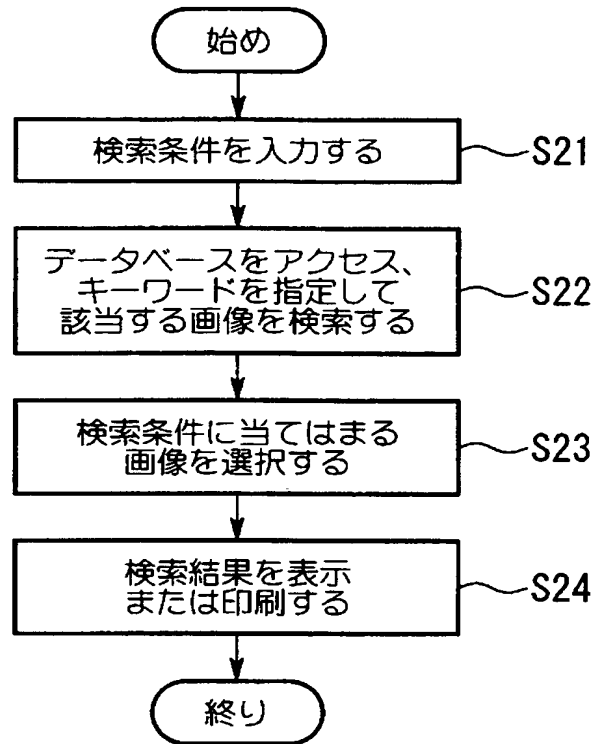 始め
検索条件を入力する
S21
データベースをアクセス、
キーワードを指定して
該当する画像を検索する
S22
検索条件に当てはまる
画像を選択する
S23
検索結果を表示
または印刷する
S24
終り